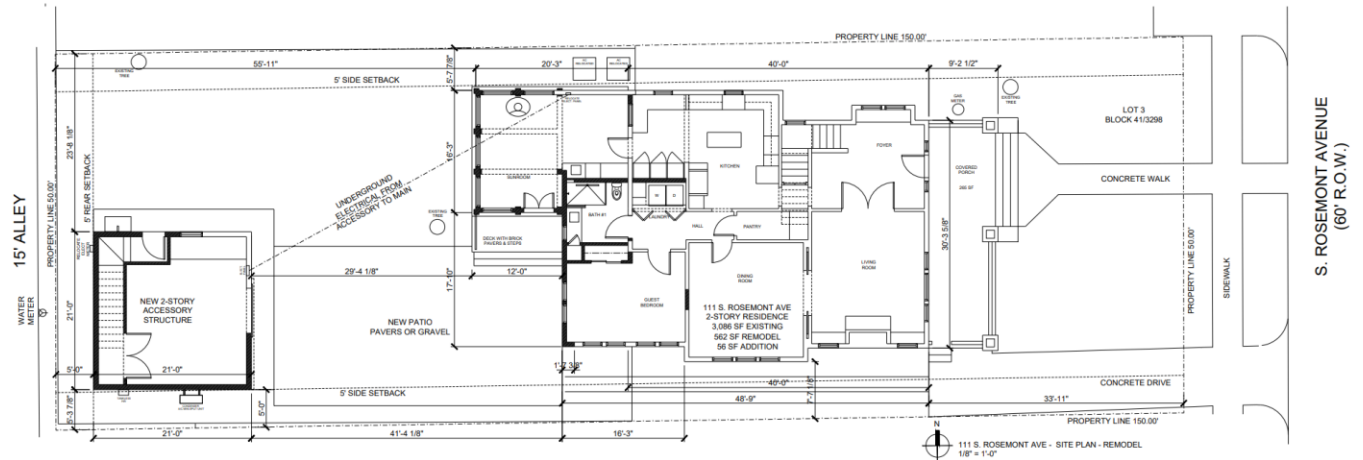 PROPERTY LINE 150.00'
55'-11"
20'-3"
40'-0"
9'-2 1/2"
EXISTING
TREE
5' SIDE SETBACK
5'-7 7/8"
GAS
METER
EXISTING
TREE
LOT 3
BLOCK 41/3298
S. ROSEMONT AVENUE
(60' R.O.W.)
15' ALLEY
WATER
METER
PROPERTY LINE 50.00'
5' REAR SETBACK
23'-8 1/8"
21'-0"
UNDERGROUND
ELECTRICAL FROM
ACCESSORY TO MAIN
EXISTING
TREE
16'-3"
17'-10"
SUNROOM
KITCHEN
FOYER
COVERED
PORCH
CONCRETE WALK
BATH #1
LAUNDRY
HALL
PANTRY
DECK WITH BRICK
PAVERS & STEPS
30'-3 5/8"
PROPERTY LINE 50.00'
SIDEWALK
29'-4 1/8"
12'-0"
NEW 2-STORY
ACCESSORY
STRUCTURE
NEW PATIO
PAVERS OR GRAVEL
GUEST
BEDROOM
DINING
ROOM
LIVING
ROOM
111 S. ROSEMONT AVE
2-STORY RESIDENCE
3,086 SF EXISTING
562 SF REMODEL
56 SF ADDITION
5'-0"
21'-0"
5' SIDE SETBACK
40'-0"
CONCRETE DRIVE
5'-3 7/8"
5'-0"
48'-9"
33'-11"
PROPERTY LINE 150.00'
21'-0"
41'-4 1/8"
16'-3"
N
111 S. ROSEMONT AVE - SITE PLAN - REMODEL
1/8" = 1'-0"